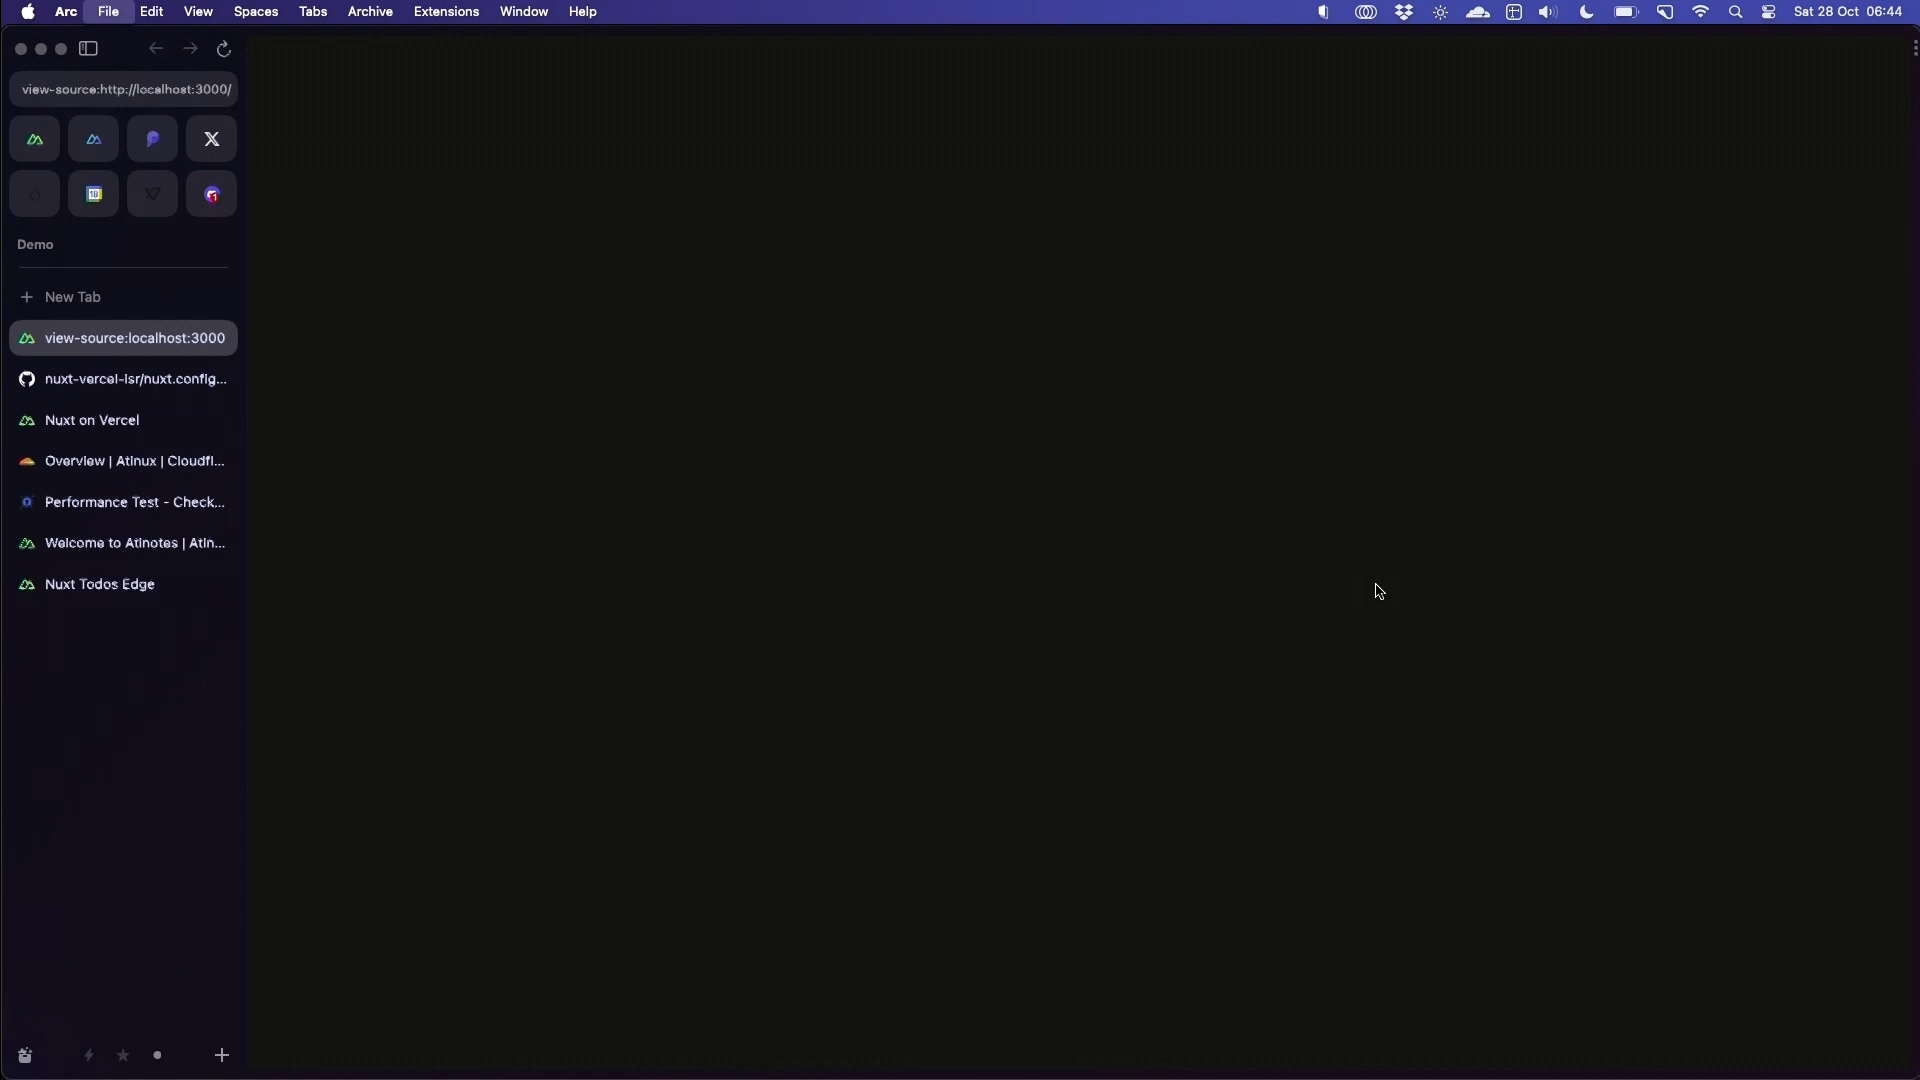 Arc File Edit View Spaces Tabs Archive Extensions Window Help Sat 28 Oct 06:44
view-source:http://localhost:3000/
18
1
Demo
+ New Tab
view-source:localhost:3000
nuxt-vercel-isr/nuxt.config...
Nuxt on Vercel
Overview | Atinux | Cloudfl...
Performance Test - Check...
Welcome to Atinotes | Atin...
Nuxt Todos Edge